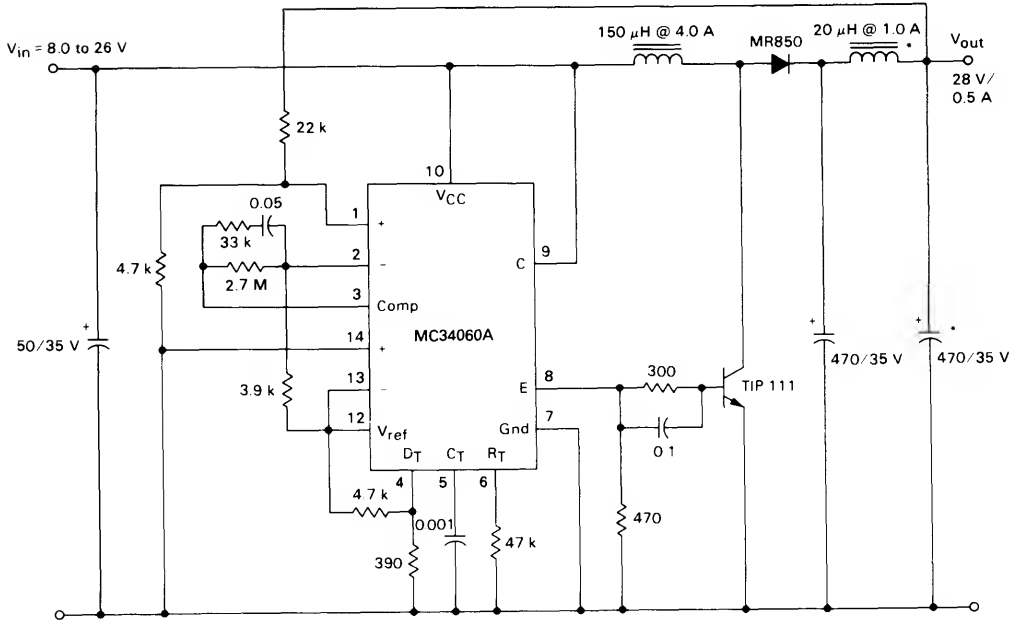 150 μH @ 4.0 A
MR850
20 μH @ 1.0 A
Vin = 8.0 to 26 V
Vout
28 V/
0.5 A
22 k
10
VCC
0.05
33 k
2.7 M
4.7 k
1
+
2
−
3
Comp
14
+
13
−
12
Vref
MC34060A
9
C
8
E
7
Gnd
DT
CT
RT
4
5
6
3.9 k
4.7 k
390
0.001
47 k
300
0 1
470
TIP 111
+
50/35 V
+
470/35 V
+
470/35 V